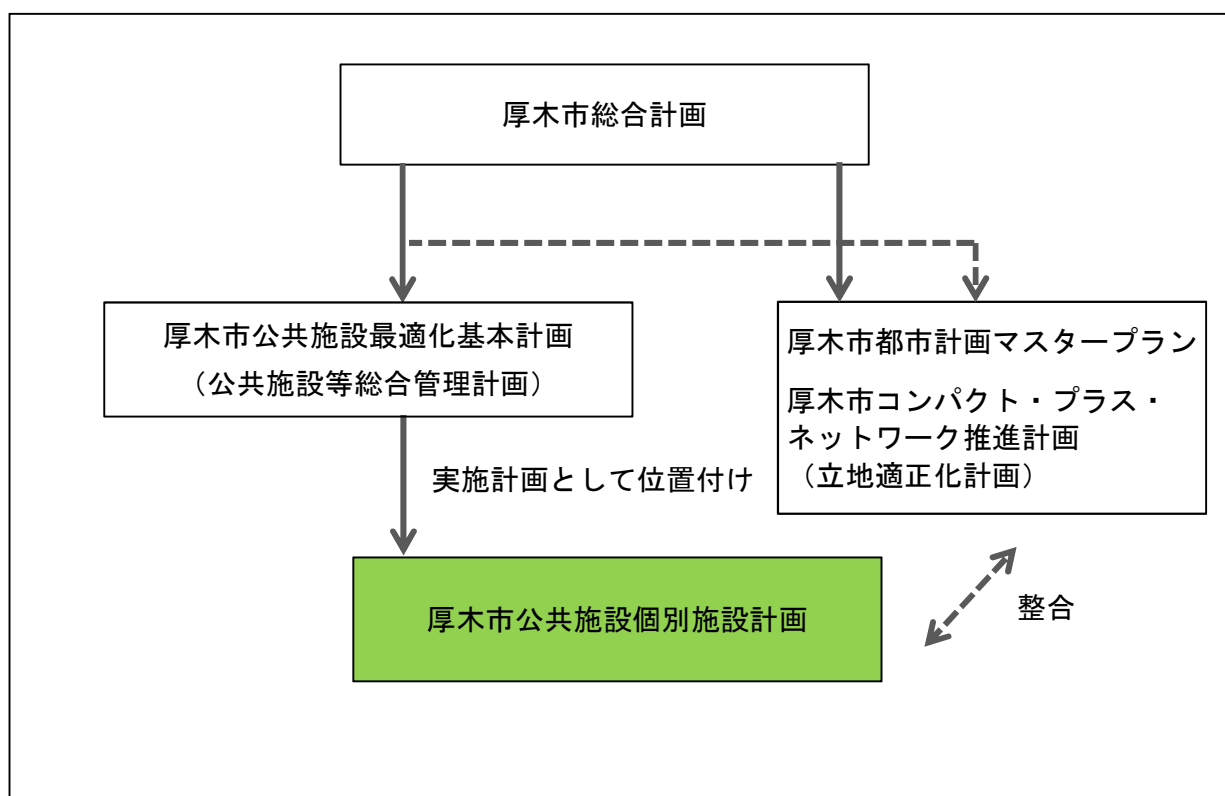 厚木市総合計画
厚木市公共施設最適化基本計画
（公共施設等総合管理計画）
厚木市都市計画マスタープラン
厚木市コンパクト・プラス・
ネットワーク推進計画
（立地適正化計画）
実施計画として位置付け
厚木市公共施設個別施設計画
整合